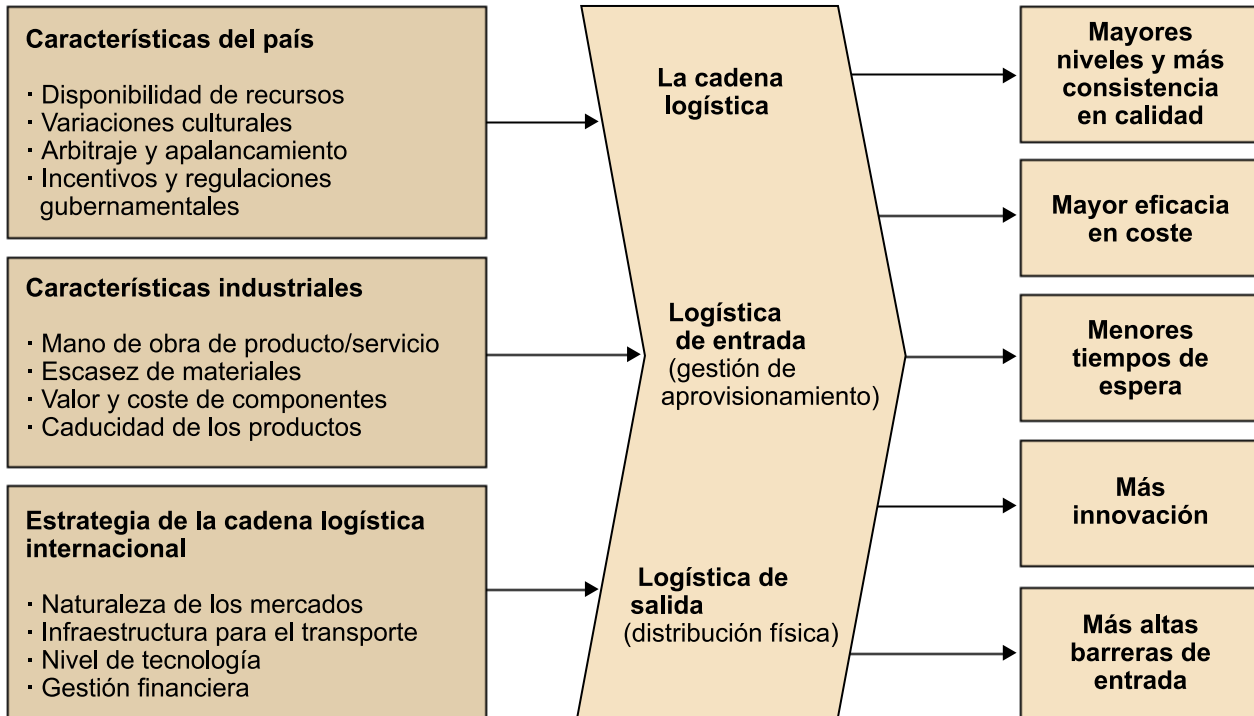 Características del país
· Disponibilidad de recursos
· Variaciones culturales
· Arbitraje y apalancamiento
· Incentivos y regulaciones
gubernamentales
Características industriales
· Mano de obra de producto/servicio
· Escasez de materiales
· Valor y coste de componentes
· Caducidad de los productos
Estrategia de la cadena logística
internacional
· Naturaleza de los mercados
· Infraestructura para el transporte
· Nivel de tecnología
· Gestión financiera
La cadena
logística
Logística
de entrada
(gestión de
aprovisionamiento)
Logística de
salida
(distribución física)
Mayores
niveles y más
consistencia
en calidad
Mayor eficacia
en coste
Menores
tiempos de
espera
Más
innovación
Más altas
barreras de
entrada